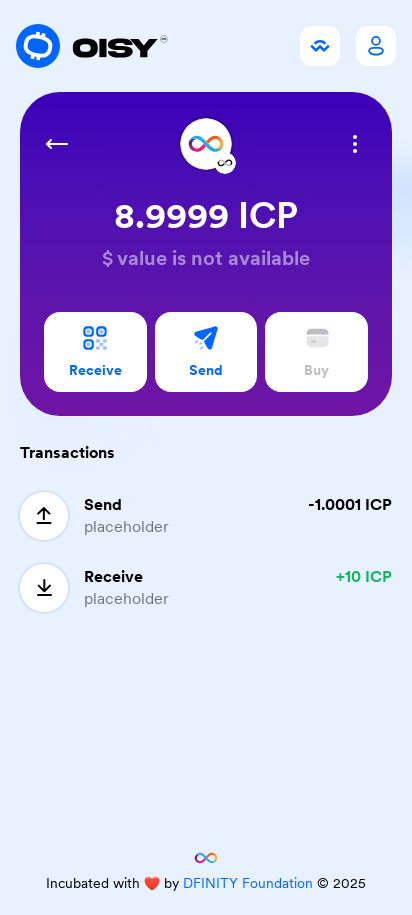 OISY
8.9999 ICP
$ value is not available
Receive
Send
Buy
Transactions
Send
-1.0001 ICP
placeholder
Receive
+10 ICP
placeholder
Incubated with ❤️ by DFINITY Foundation © 2025